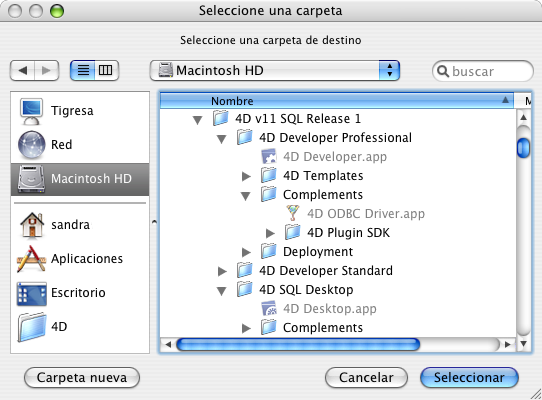 Seleccione una carpeta
Seleccione una carpeta de destino
Macintosh HD
buscar
Tigresa
Red
Macintosh HD
sandra
Aplicaciones
Escritorio
4D
Nombre
M
4D v11 SQL Release 1
4D Developer Professional
4D Developer.app
4D Templates
Complements
4D ODBC Driver.app
4D Plugin SDK
Deployment
4D Developer Standard
4D SQL Desktop
4D Desktop.app
Complements
Carpeta nueva
Cancelar
Seleccionar